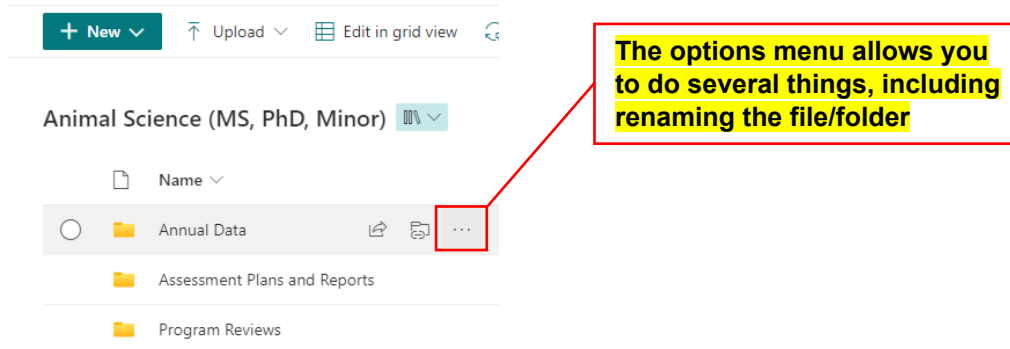 + New Upload Edit in grid view
The options menu allows you
to do several things, including
renaming the file/folder
Animal Science (MS, PhD, Minor)
Name
Annual Data ...
Assessment Plans and Reports
Program Reviews